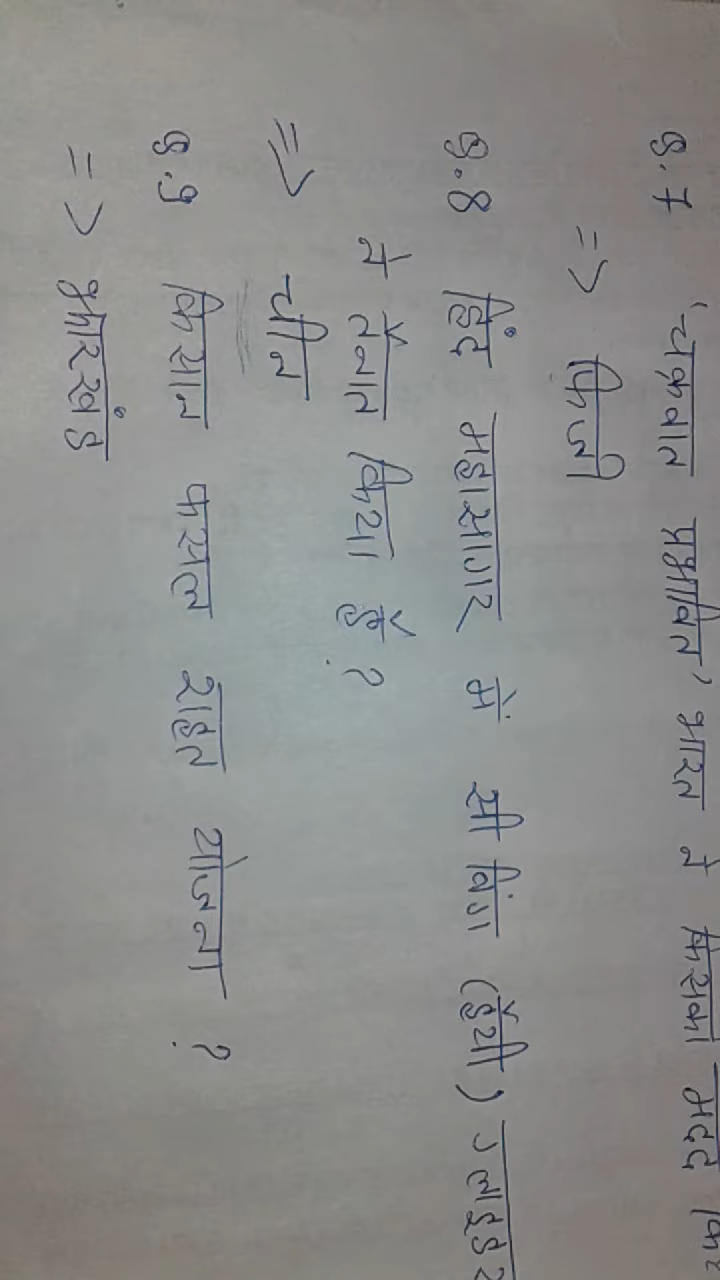 Q.7 'चक्रवात प्रभावित' भारत ने किसका मदद
=> फिजी
Q.8 हिंद महासागर में सी विंग (हुँयी) ग्लाइडर
ने तैनात किया है?
=> चीन
Q.9 किसान फसल राहत योजना ?
=> झारखंड